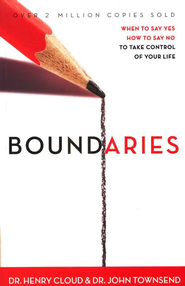 OVER 2 MILLION COPIES SOLD
WHEN TO SAY YES
HOW TO SAY NO
TO TAKE CONTROL
OF YOUR LIFE
BOUNDARIES
DR. HENRY CLOUD & DR. JOHN TOWNSEND